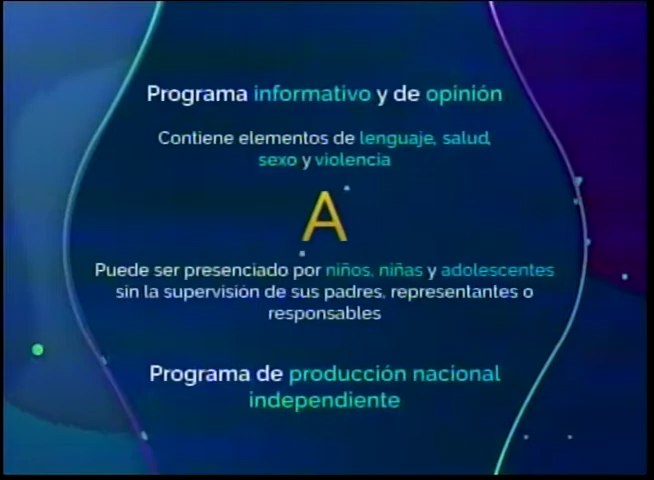 Programa informativo y de opinión
Contiene elementos de lenguaje, salud,
sexo y violencia
A
Puede ser presenciado por niños, niñas y adolescentes
sin la supervisión de sus padres, representantes o
responsables
Programa de producción nacional
independiente